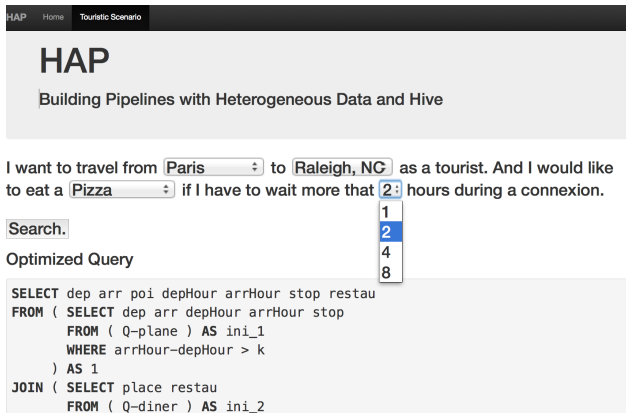 HAP Home Touristic Scenario
HAP
Building Pipelines with Heterogeneous Data and Hive
I want to travel from Paris to Raleigh, NC as a tourist. And I would like
to eat a Pizza if I have to wait more that 2 hours during a connexion.
1
2
4
8
Search.
Optimized Query
SELECT dep arr poi depHour arrHour stop restau
FROM ( SELECT dep arr depHour arrHour stop
FROM ( Q-plane ) AS ini_1
WHERE arrHour-depHour > k
) AS 1
JOIN ( SELECT place restau
FROM ( Q-diner ) AS ini_2